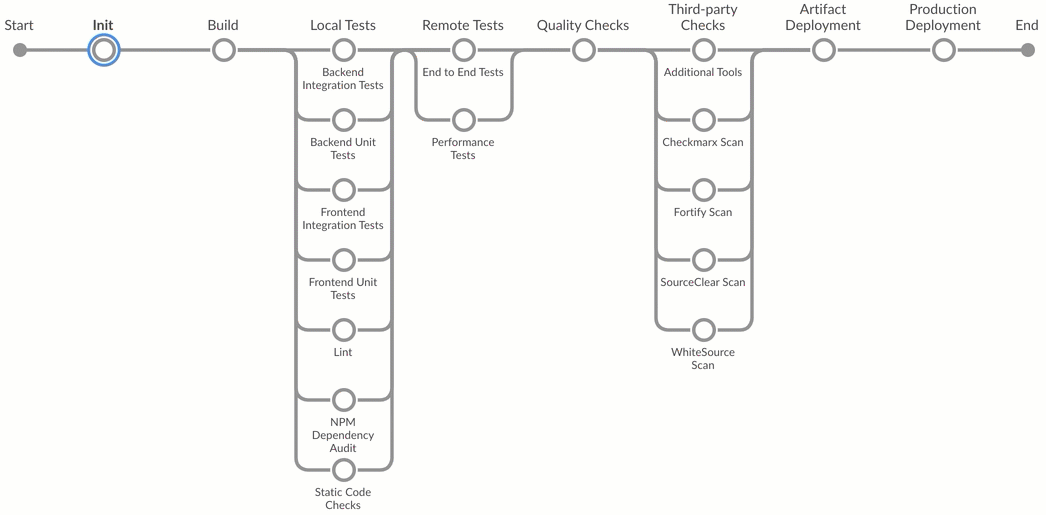 Start
Init
Build
Local Tests
Remote Tests
Quality Checks
Third-party
Checks
Artifact
Deployment
Production
Deployment
End
Backend
Integration Tests
Backend Unit
Tests
Frontend
Integration Tests
Frontend Unit
Tests
Lint
NPM
Dependency
Audit
Static Code
Checks
End to End Tests
Performance
Tests
Additional Tools
Checkmarx Scan
Fortify Scan
SourceClear Scan
WhiteSource
Scan